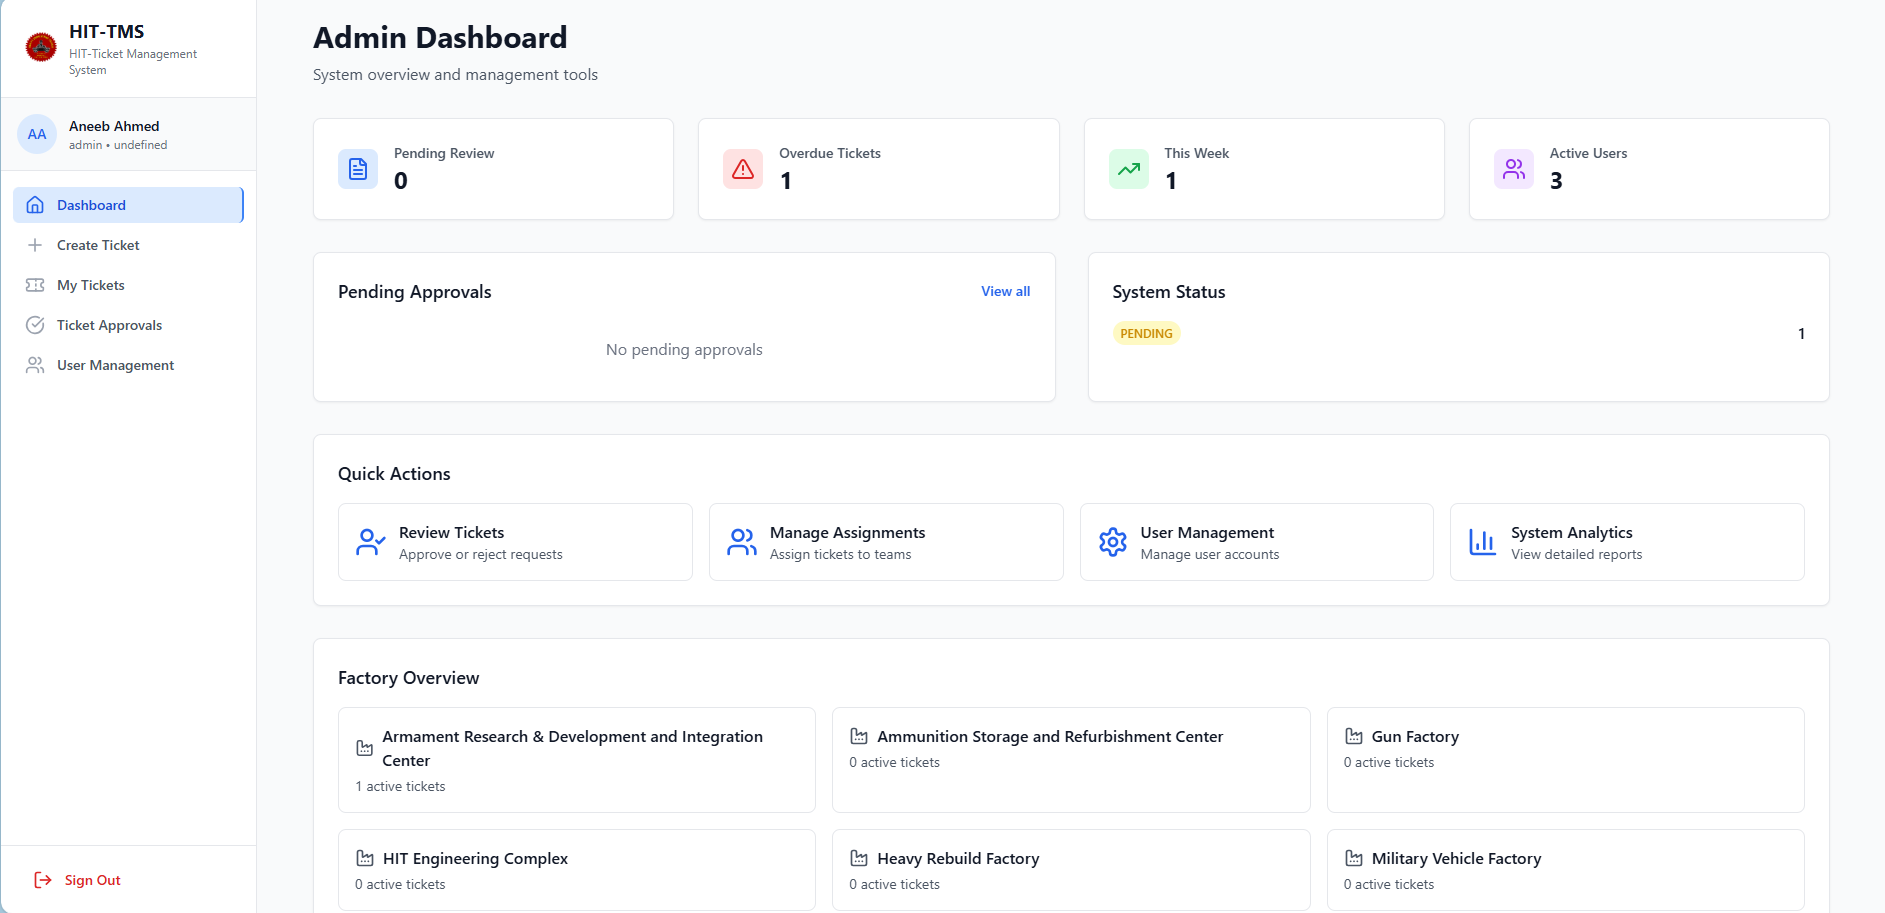 HIT-TMS
HIT-Ticket Management
System
AA
Aneeb Ahmed
admin • undefined
Dashboard
Create Ticket
My Tickets
Ticket Approvals
User Management
Sign Out
Admin Dashboard
System overview and management tools
Pending Review
0
Overdue Tickets
1
This Week
1
Active Users
3
Pending Approvals
View all
No pending approvals
System Status
PENDING
1
Quick Actions
Review Tickets
Approve or reject requests
Manage Assignments
Assign tickets to teams
User Management
Manage user accounts
System Analytics
View detailed reports
Factory Overview
Armament Research & Development and Integration
Center
1 active tickets
Ammunition Storage and Refurbishment Center
0 active tickets
Gun Factory
0 active tickets
HIT Engineering Complex
0 active tickets
Heavy Rebuild Factory
0 active tickets
Military Vehicle Factory
0 active tickets